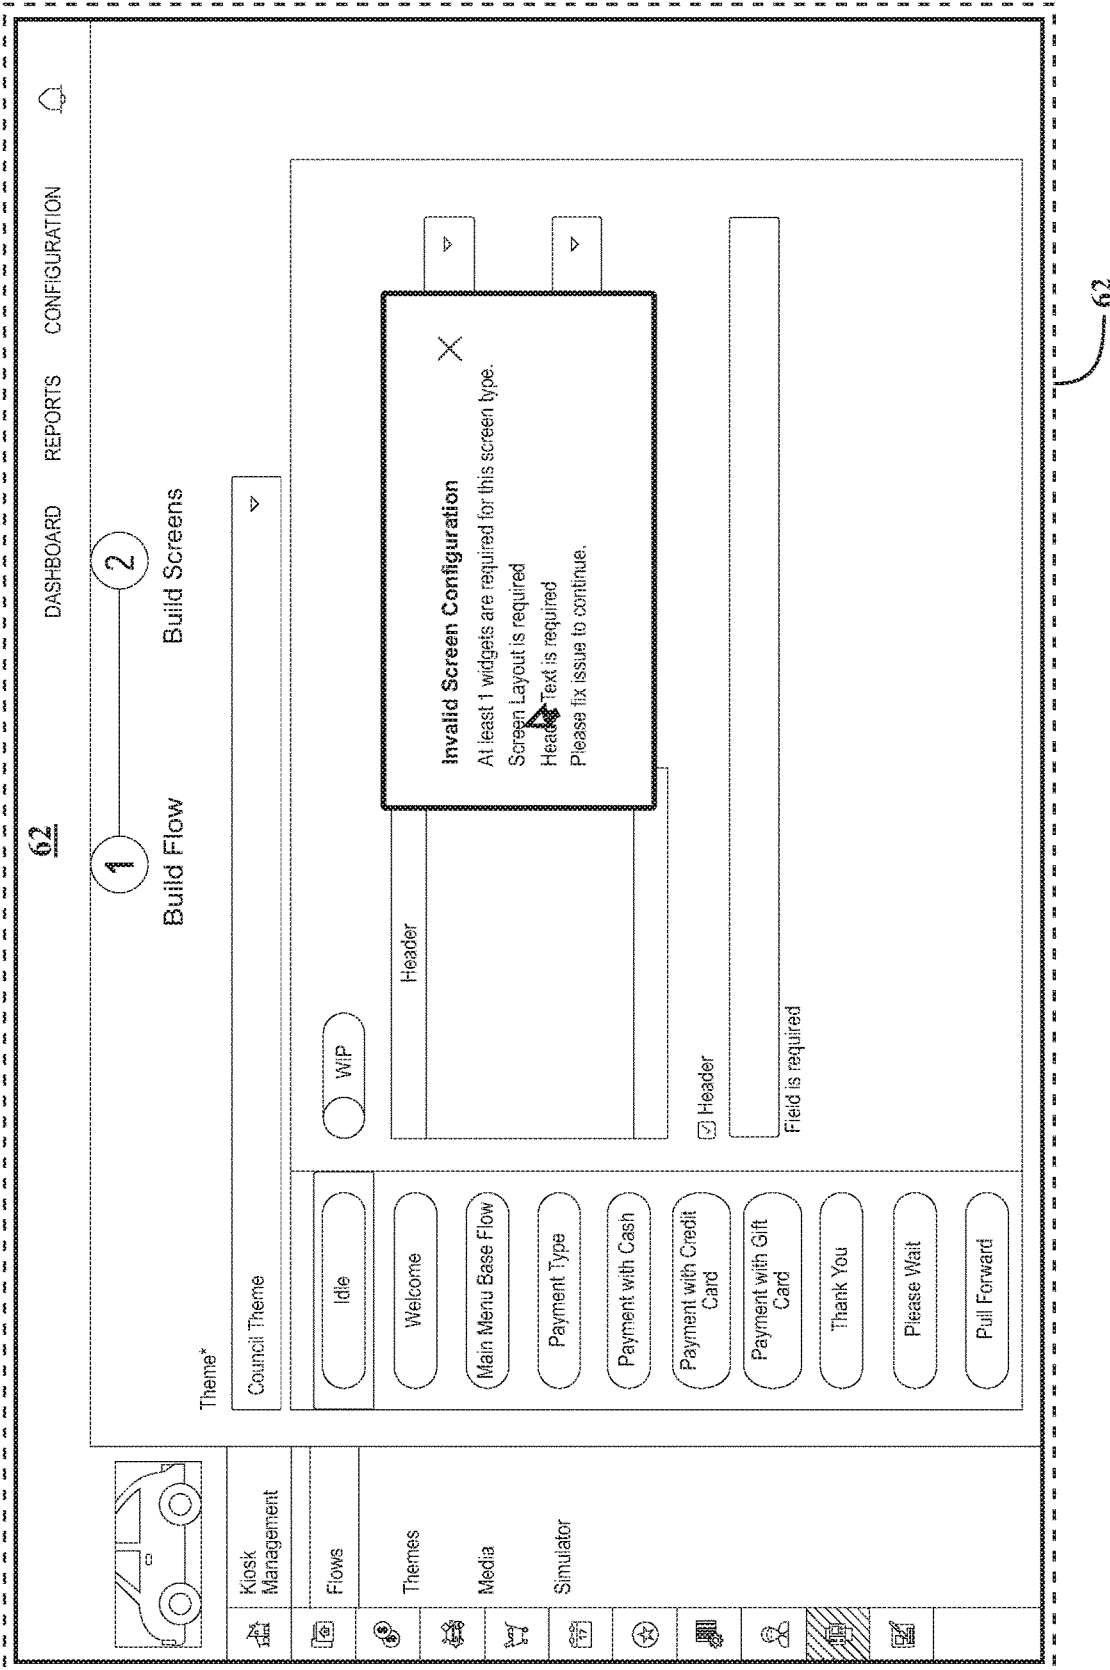 62
DASHBOARD
REPORTS
CONFIGURATION
1
2
Build Flow
Build Screens
Kiosk
Management
Flows
Themes
Media
Simulator
17
Theme*
Council Theme
Idle
Welcome
Main Menu Base Flow
Payment Type
Payment with Cash
Payment with Credit
Card
Payment with Gift
Card
Thank You
Please Wait
Pull Forward
WIP
Header
Invalid Screen Configuration
At least 1 widgets are required for this screen type.
Screen Layout is required
Header Text is required
Please fix issue to continue.
Header
Field is required
62